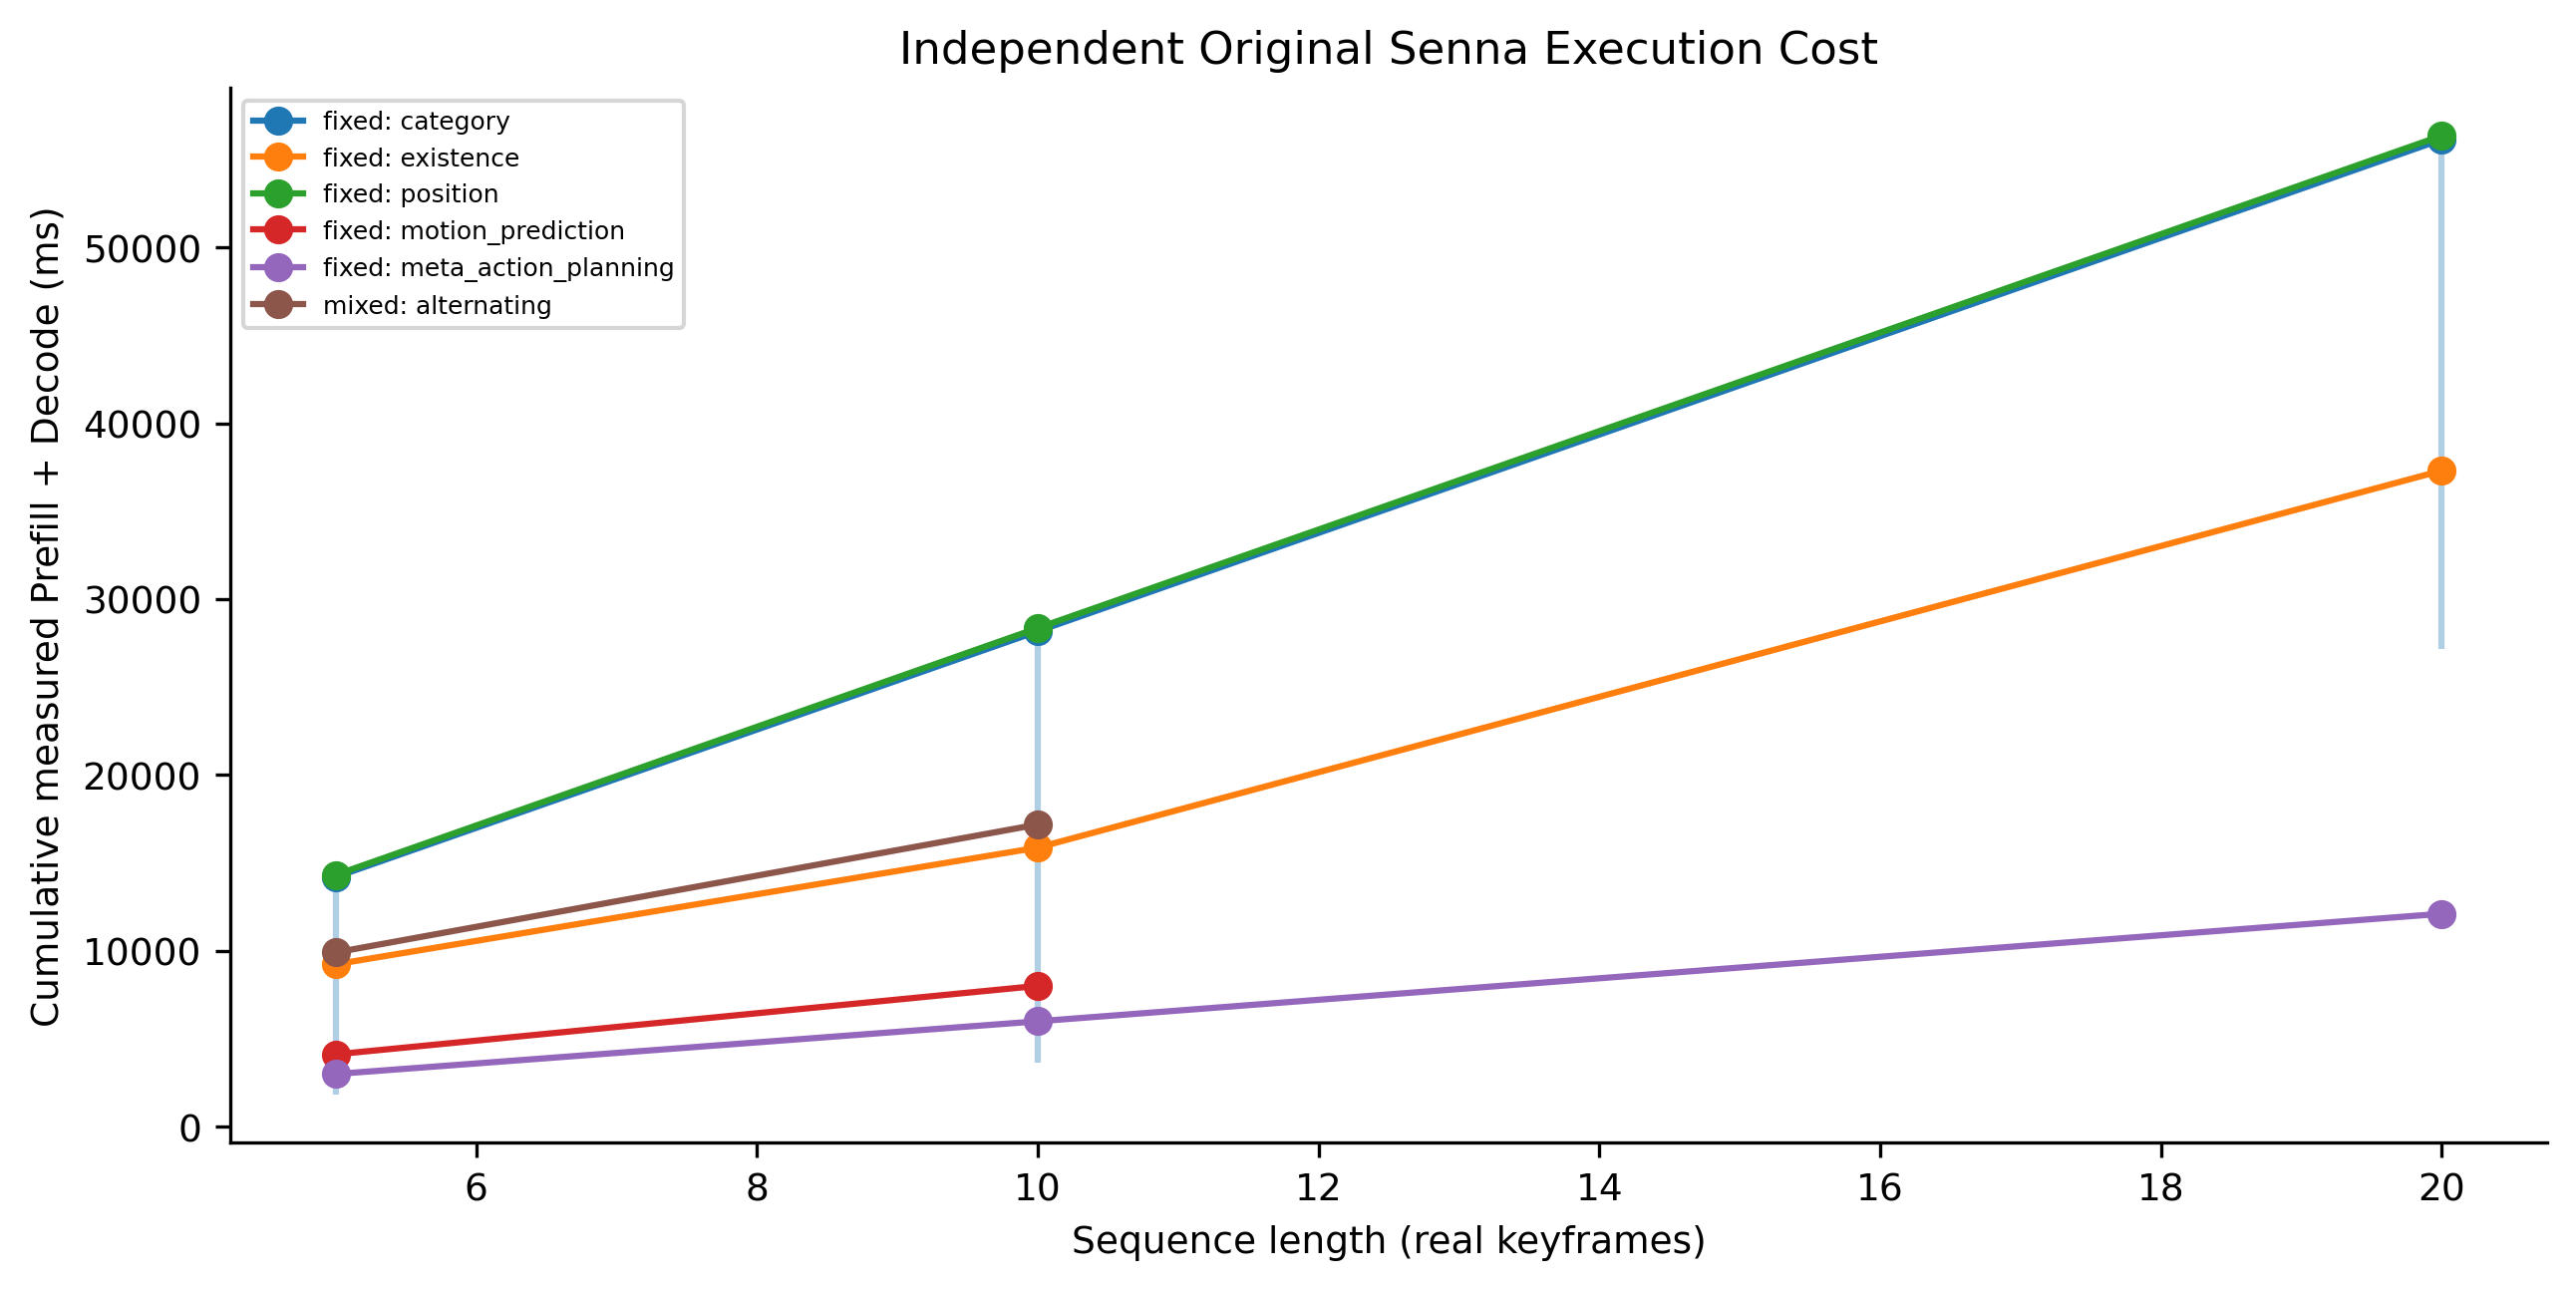 Independent Original Senna Execution Cost
fixed: category
fixed: existence
fixed: position
fixed: motion_prediction
fixed: meta_action_planning
mixed: alternating
Cumulative measured Prefill + Decode (ms)
50000
40000
30000
20000
10000
0
6 8 10 12 14 16 18 20
Sequence length (real keyframes)